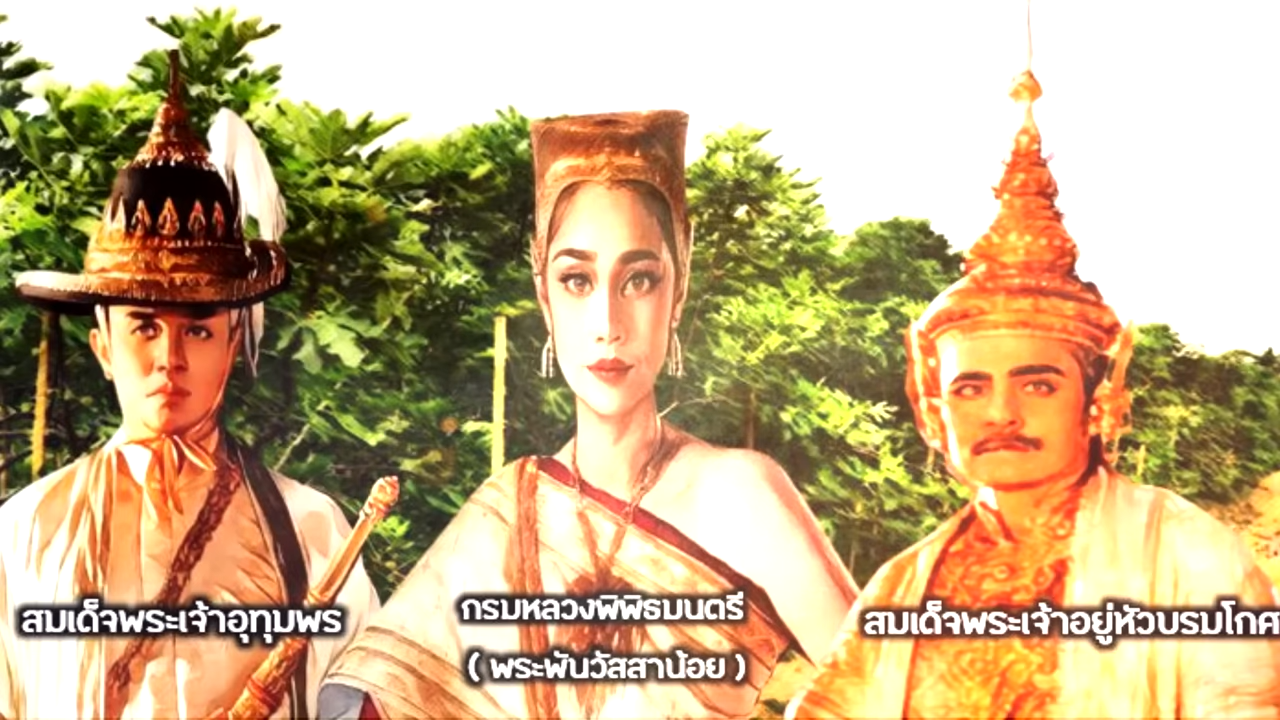 สมเด็จพระเจ้าอุทุมพร
กรมหลวงพิพิธมนตรี
( พระพันวัสสาน้อย )
สมเด็จพระเจ้าอยู่หัวบรมโกศ